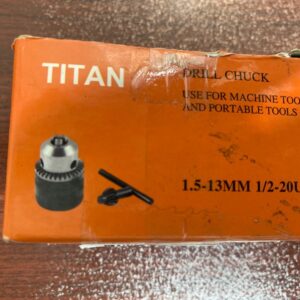 TITAN
DRILL CHUCK
USE FOR MACHINE TOO
AND PORTABLE TOOLS
1.5-13MM 1/2-20U